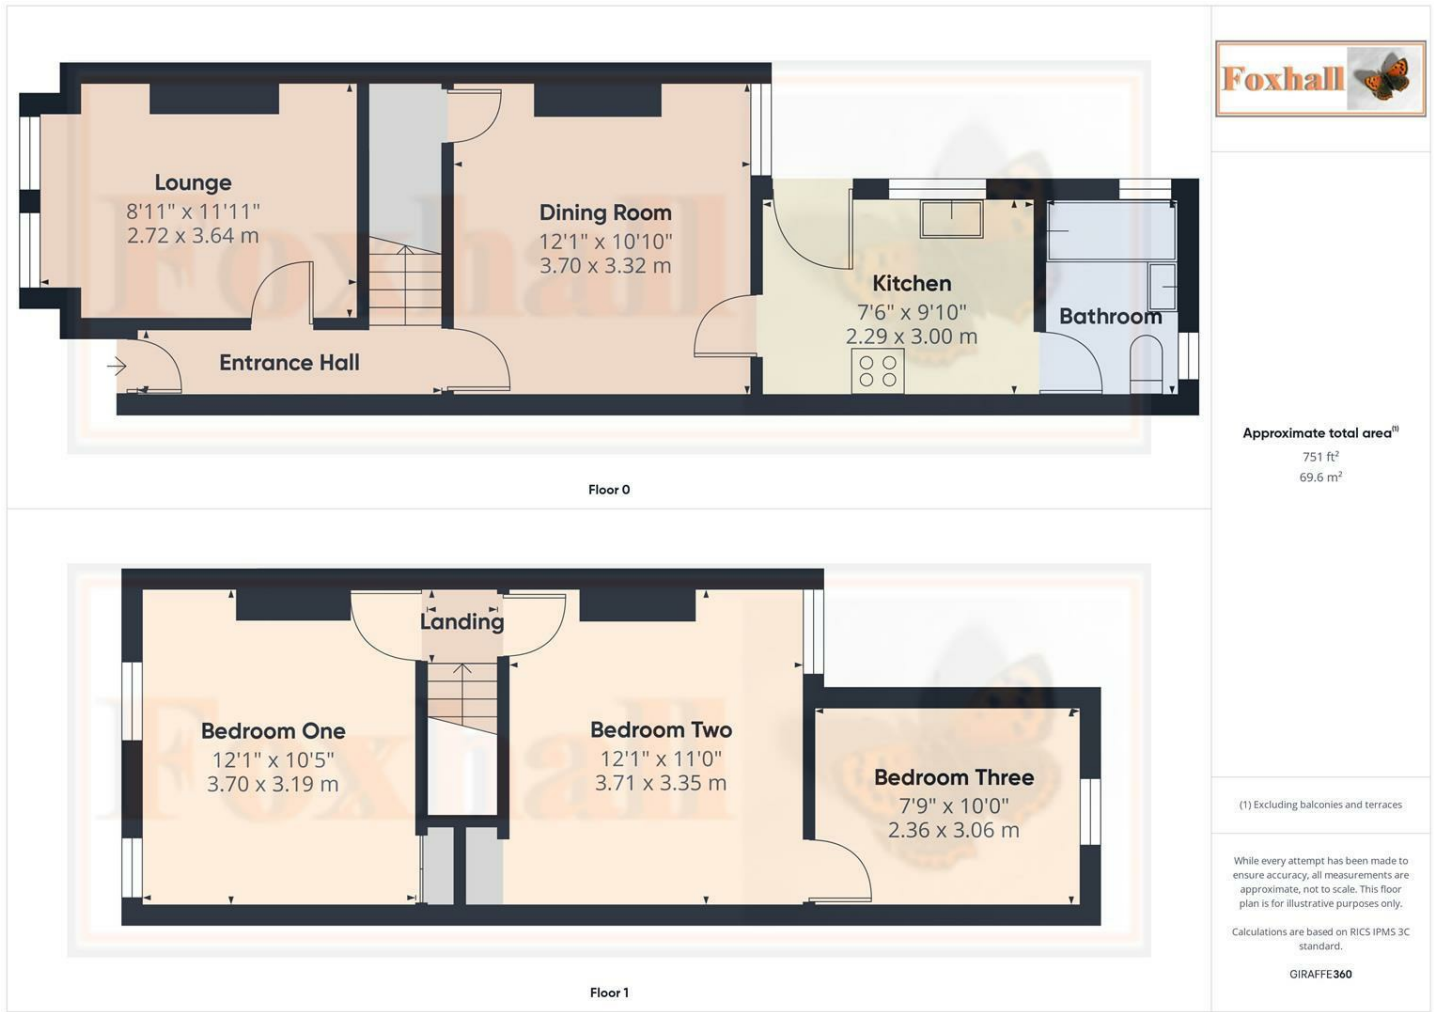 Foxhall
Lounge
8'11" x 11'11"
2.72 x 3.64 m
Dining Room
12'1" x 10'10"
3.70 x 3.32 m
Kitchen
7'6" x 9'10"
2.29 x 3.00 m
Bathroom
Entrance Hall
Foxhall
Floor 0
Approximate total area(1)
751 ft²
69.6 m²
Landing
Bedroom One
12'1" x 10'5"
3.70 x 3.19 m
Bedroom Two
12'1" x 11'0"
3.71 x 3.35 m
Bedroom Three
7'9" x 10'0"
2.36 x 3.06 m
Foxhall
Floor 1
(1) Excluding balconies and terraces
While every attempt has been made to
ensure accuracy, all measurements are
approximate, not to scale. This floor
plan is for illustrative purposes only.
Calculations are based on RICS IPMS 3C
standard.
GIRAFFE360